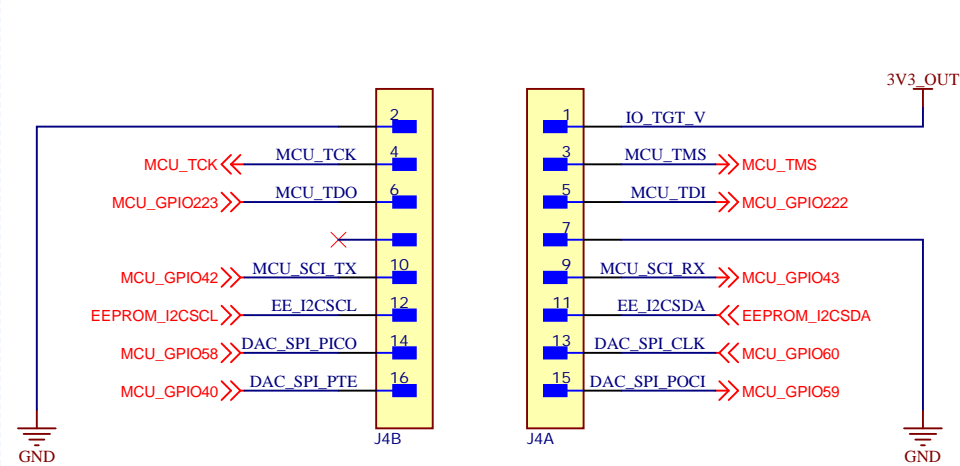 3V3_OUT
2
1 IO_TGT_V
MCU_TCK MCU_TCK 4
3 MCU_TMS MCU_TMS
MCU_GPIO223 MCU_TDO 6
5 MCU_TDI MCU_GPIO222
7
MCU_GPIO42 MCU_SCI_TX 10
9 MCU_SCI_RX MCU_GPIO43
EEPROM_I2CSCL EE_I2CSCL 12
11 EE_I2CSDA EEPROM_I2CSDA
MCU_GPIO58 DAC_SPI_PICO 14
13 DAC_SPI_CLK MCU_GPIO60
MCU_GPIO40 DAC_SPI_PTE 16
15 DAC_SPI_POCI MCU_GPIO59
J4B
J4A
GND
GND